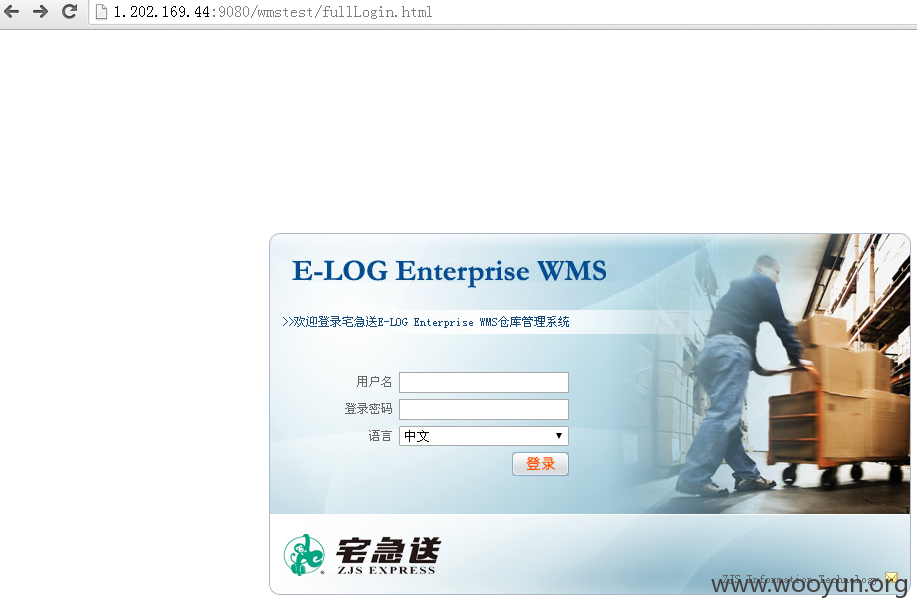 1.202.169.44:9080/wmstest/fullLogin.html
E-LOG Enterprise WMS
>>欢迎登录宅急送E-LOG Enterprise WMS仓库管理系统
用户名
登录密码
语言 中文
登录
宅急送
ZJS EXPRESS
ZJS Information Technology
www.wooyun.org